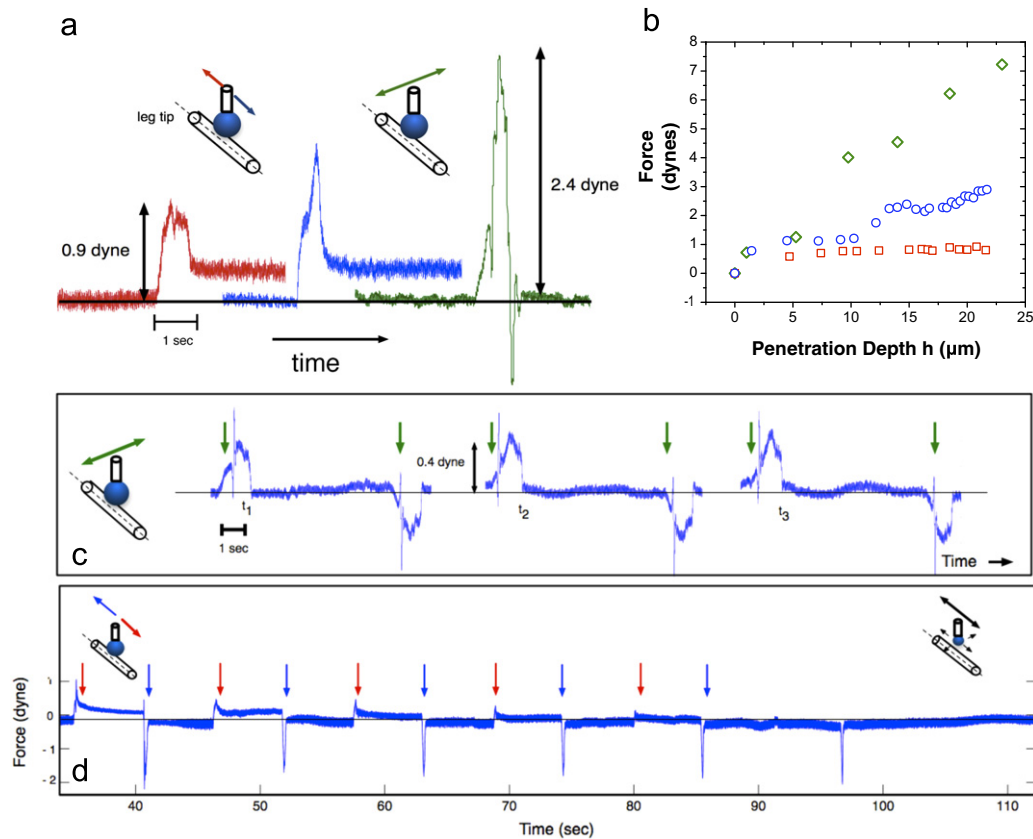 a
leg tip
0.9 dyne
2.4 dyne
1 sec
time
b
Force
(dynes)
8
7
6
5
4
3
2
1
0
-1
0
5
10
15
20
25
Penetration Depth h (µm)
0.4 dyne
t1
t2
t3
1 sec
c
Time
Force (dyne)
0
- 1
- 2
d
40
50
60
70
80
90
100
110
Time (sec)